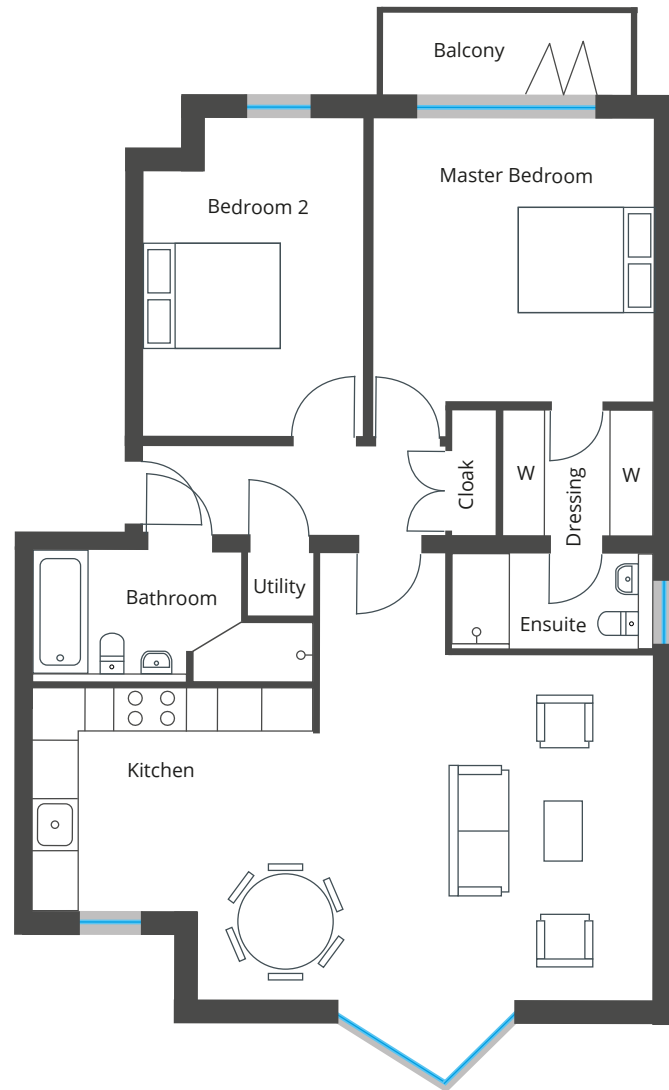 Balcony
Master Bedroom
Bedroom 2
W
Dressing
W
Cloak
Utility
Bathroom
Ensuite
Kitchen